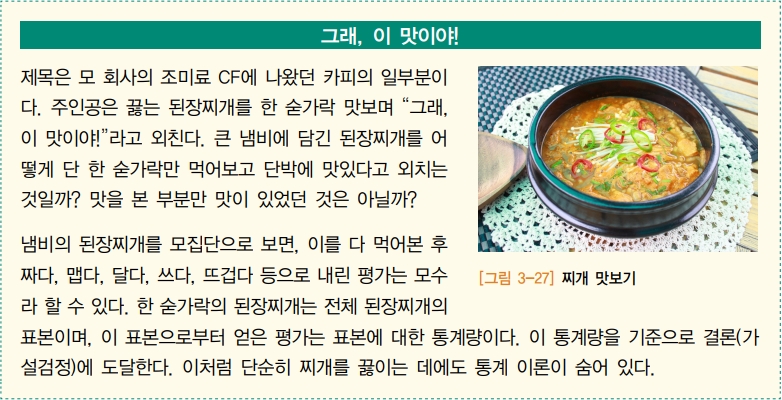 그래, 이 맛이야!
제목은 모 회사의 조미료 CF에 나왔던 카피의 일부분이
다. 주인공은 끓는 된장찌개를 한 숟가락 맛보며 “그래,
이 맛이야!”라고 외친다. 큰 냄비에 담긴 된장찌개를 어
떻게 단 한 숟가락만 먹어보고 단박에 맛있다고 외치는
것일까? 맛을 본 부분만 맛이 있었던 것은 아닐까?
냄비의 된장찌개를 모집단으로 보면, 이를 다 먹어본 후
짜다, 맵다, 달다, 쓰다, 뜨겁다 등으로 내린 평가는 모수
라 할 수 있다. 한 숟가락의 된장찌개는 전체 된장찌개의
표본이며, 이 표본으로부터 얻은 평가는 표본에 대한 통계량이다. 이 통계량을 기준으로 결론(가
설검정)에 도달한다. 이처럼 단순히 찌개를 끓이는 데에도 통계 이론이 숨어 있다.
[그림 3-27] 찌개 맛보기